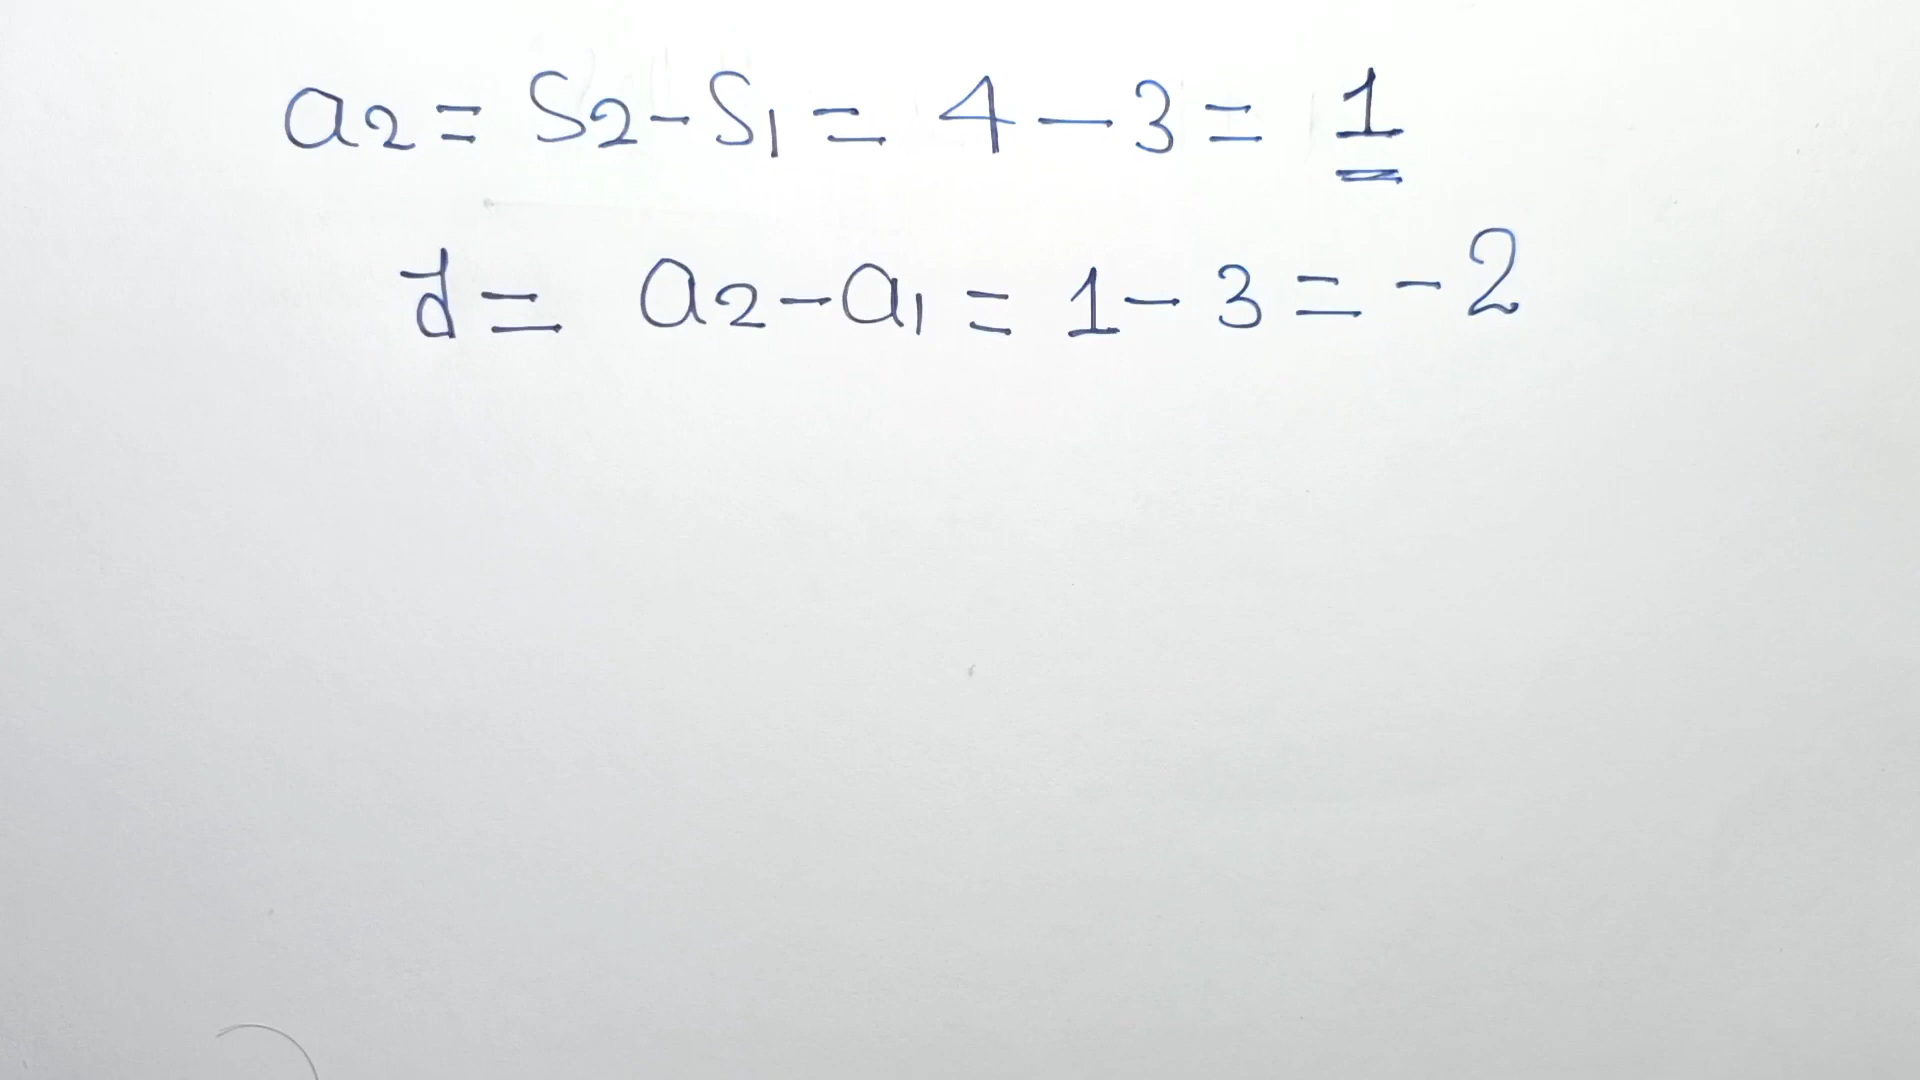 a₂ = S₂ - S₁ = 4 - 3 = 1
d = a₂ - a₁ = 1 - 3 = - 2